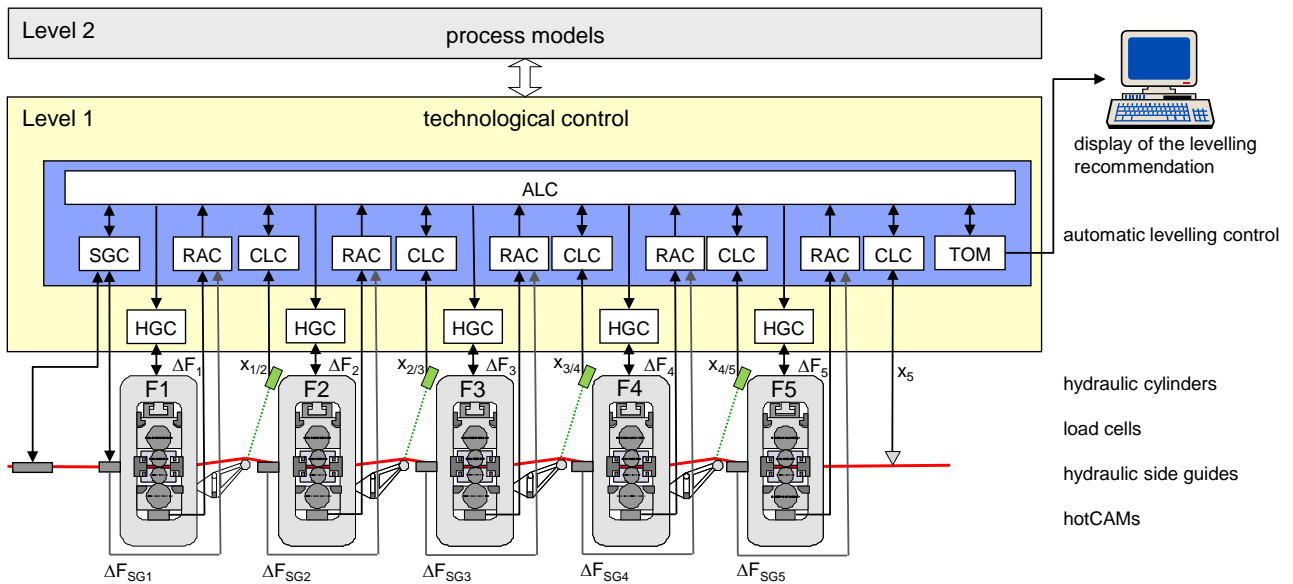 Level 2
process models
Level 1
technological control
display of the levelling
recommendation
ALC
SGC RAC CLC RAC CLC RAC CLC RAC CLC RAC CLC TOM
automatic levelling control
HGC HGC HGC HGC HGC
ΔF1 x1/2 ΔF2 x2/3 ΔF3 x3/4 ΔF4 x4/5 ΔF5 x5
F1 F2 F3 F4 F5
hydraulic cylinders
load cells
hydraulic side guides
hotCAMs
ΔFSG1 ΔFSG2 ΔFSG3 ΔFSG4 ΔFSG5